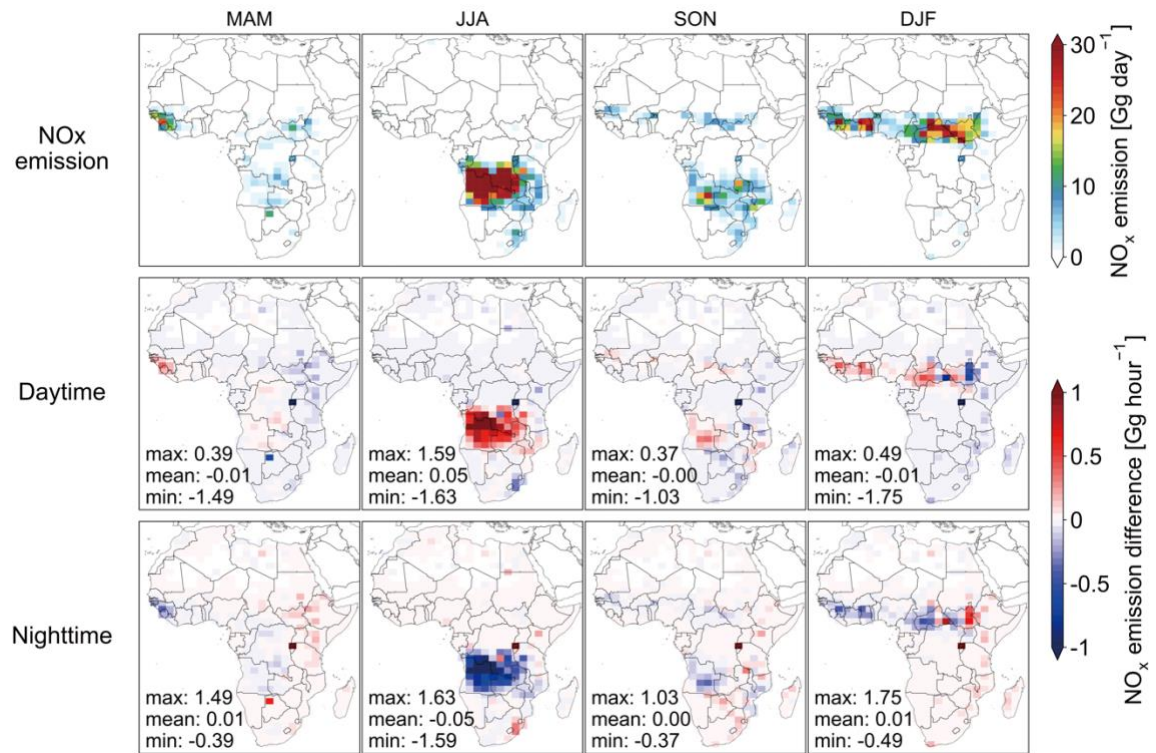 MAM JJA SON DJF
NOx
emission
30
20
10
0
NOₓ emission [Gg day⁻¹]
Daytime
max: 0.39
mean: -0.01
min: -1.49
max: 1.59
mean: 0.05
min: -1.63
max: 0.37
mean: -0.00
min: -1.03
max: 0.49
mean: -0.01
min: -1.75
Nighttime
max: 1.49
mean: 0.01
min: -0.39
max: 1.63
mean: -0.05
min: -1.59
max: 1.03
mean: 0.00
min: -0.37
max: 1.75
mean: 0.01
min: -0.49
1
0.5
0
-0.5
-1
NOₓ emission difference [Gg hour⁻¹]